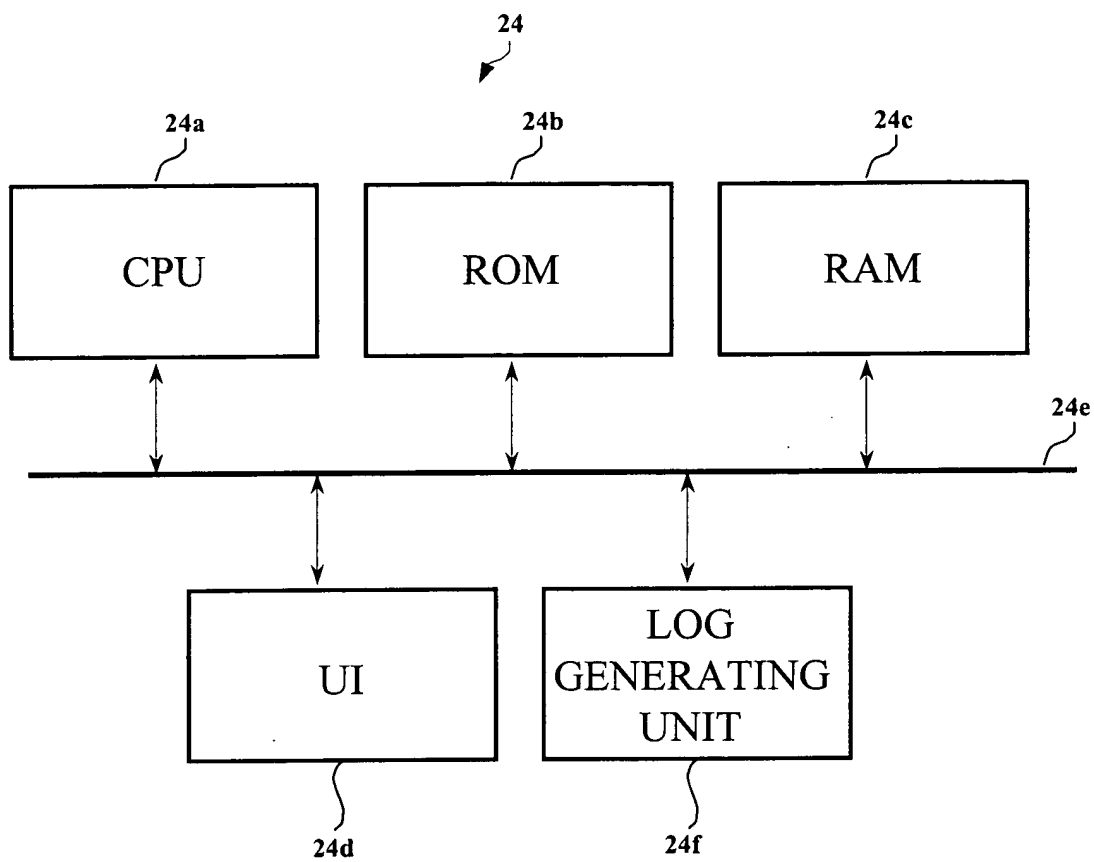 24
24a
24b
24c
CPU
ROM
RAM
24e
UI
LOG
GENERATING
UNIT
24d
24f